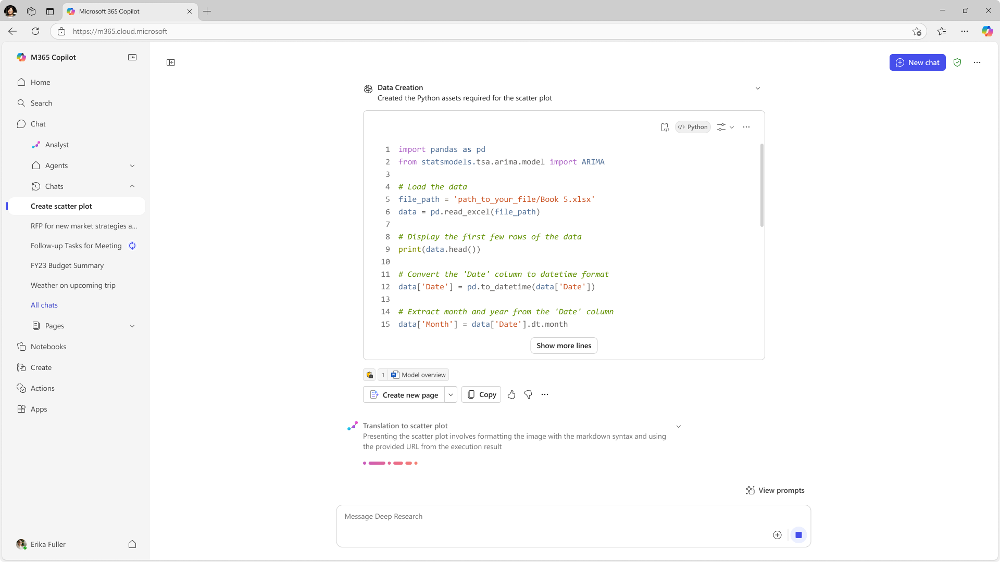 Microsoft 365 Copilot
https://m365.cloud.microsoft
M365 Copilot
Home
Search
Chat
Analyst
Agents
Chats
Create scatter plot
RFP for new market strategies a...
Follow-up Tasks for Meeting
FY23 Budget Summary
Weather on upcoming trip
All chats
Pages
Notebooks
Create
Actions
Apps
Erika Fuller
New chat
Data Creation
Created the Python assets required for the scatter plot
</> Python
1 import pandas as pd
2 from statsmodels.tsa.arima.model import ARIMA
3
4 # Load the data
5 file_path = 'path_to_your_file/Book 5.xlsx'
6 data = pd.read_excel(file_path)
7
8 # Display the first few rows of the data
9 print(data.head())
10
11 # Convert the 'Date' column to datetime format
12 data['Date'] = pd.to_datetime(data['Date'])
13
14 # Extract month and year from the 'Date' column
15 data['Month'] = data['Date'].dt.month
Show more lines
1 Model overview
Create new page
Copy
Translation to scatter plot
Presenting the scatter plot involves formatting the image with the markdown syntax and using
the provided URL from the execution result
View prompts
Message Deep Research